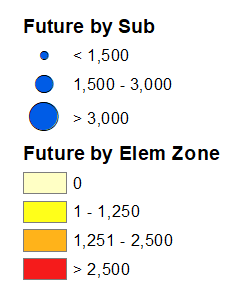 Future by Sub
< 1,500
1,500 - 3,000
> 3,000
Future by Elem Zone
0
1 - 1,250
1,251 - 2,500
> 2,500